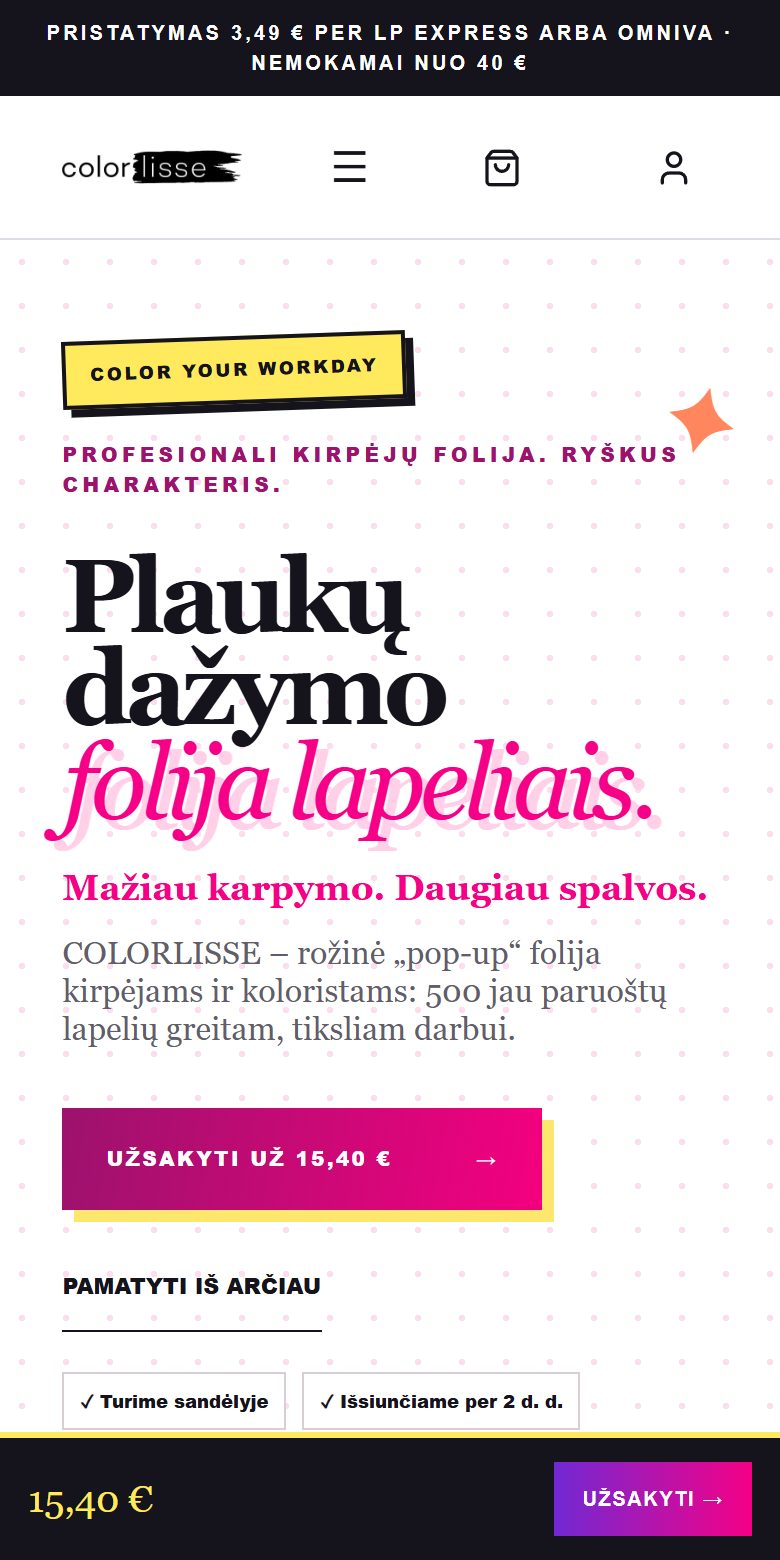 PRISTATYMAS 3,49 € PER LP EXPRESS ARBA OMNIVA ·
NEMOKAMAI NUO 40 €
colorlisse
COLOR YOUR WORKDAY
PROFESIONALI KIRPĖJŲ FOLIJA. RYŠKUS
CHARAKTERIS.
Plaukų
dažymo
folija lapeliais.
Mažiau karpymo. Daugiau spalvos.
COLORLISSE – rožinė „pop-up“ folija
kirpėjams ir koloristams: 500 jau paruoštų
lapelių greitam, tiksliam darbui.
UŽSAKYTI UŽ 15,40 € →
PAMATYTI IŠ ARČIAU
✓ Turime sandėlyje ✓ Išsiunčiame per 2 d. d.
15,40 € UŽSAKYTI →